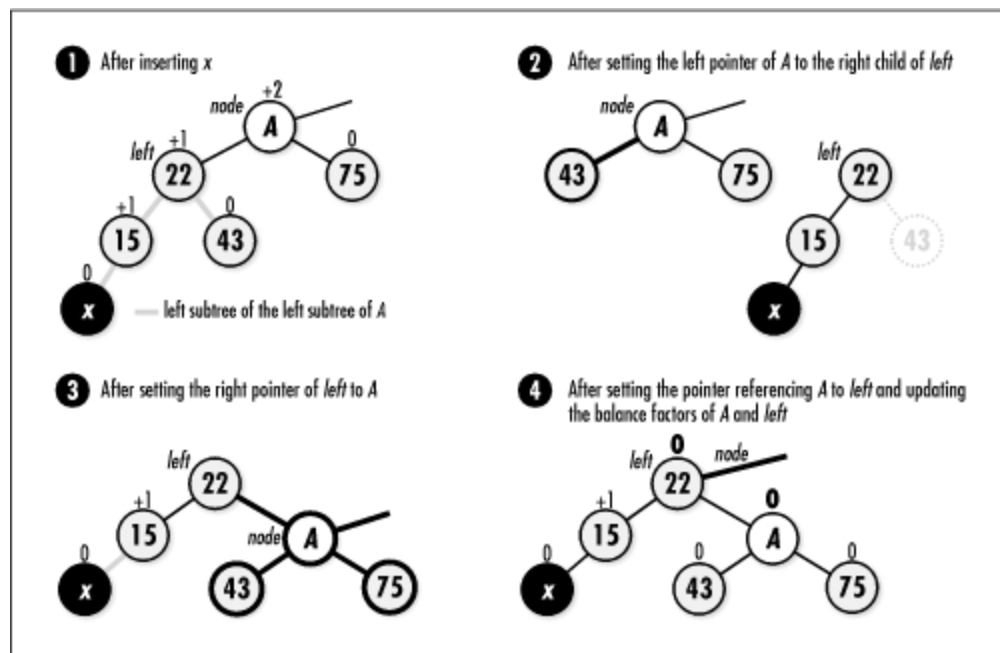 1 After inserting x
+2
node
A
+1
0
left
22
75
+1
0
15
43
0
x
left subtree of the left subtree of A
2 After setting the left pointer of A to the right child of left
node
A
left
43
75
22
15
43
x
3 After setting the right pointer of left to A
left
22
+1
15
node
A
0
x
43
75
4 After setting the pointer referencing A to left and updating
the balance factors of A and left
0
node
left
22
+1
0
15
A
0
0
0
x
43
75